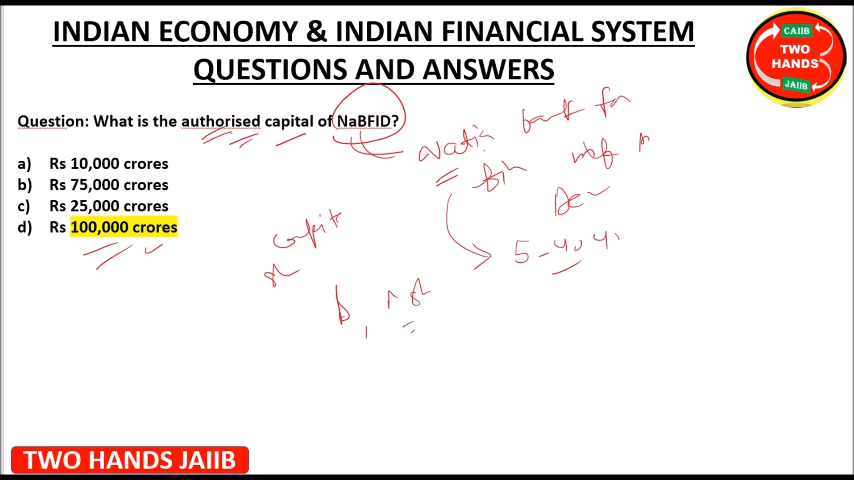 INDIAN ECONOMY & INDIAN FINANCIAL SYSTEM
QUESTIONS AND ANSWERS
CAIIB
TWO
HANDS
JAIIB
Question: What is the authorised capital of NaBFID?
a) Rs 10,000 crores
b) Rs 75,000 crores
c) Rs 25,000 crores
d) Rs 100,000 crores
bank for
TWO HANDS JAIIB